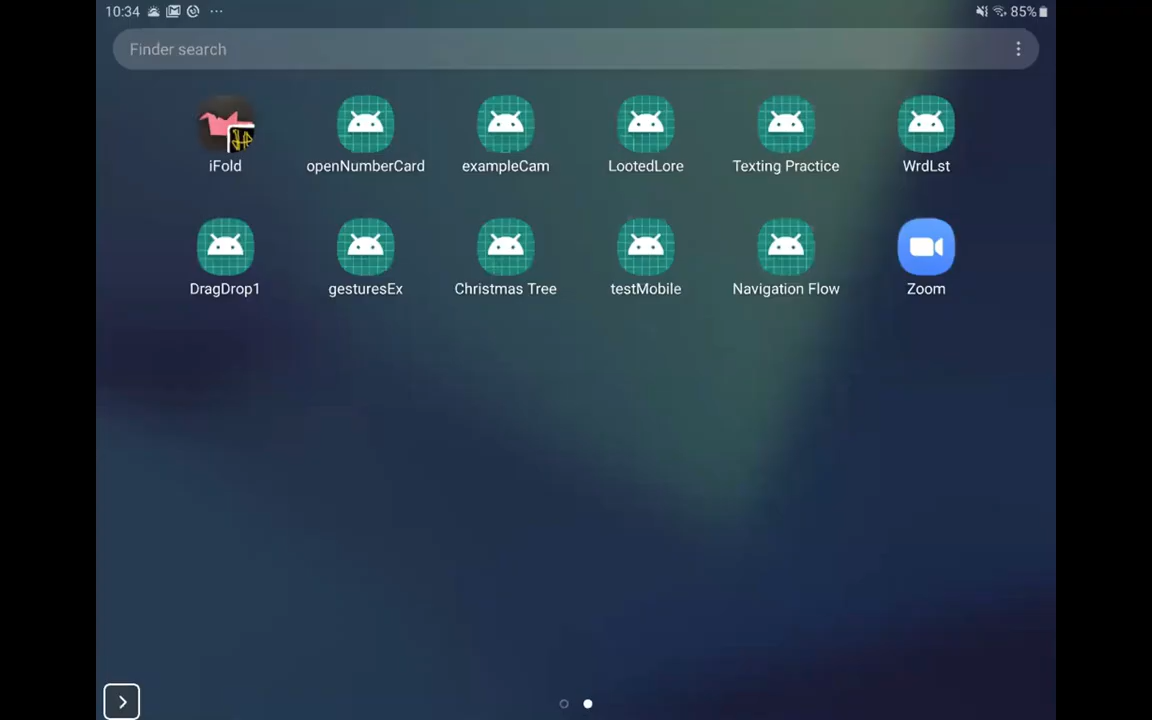 10:34 85%
Finder search
iFold openNumberCard exampleCam LootedLore Texting Practice WrdLst
DragDrop1 gesturesEx Christmas Tree testMobile Navigation Flow Zoom